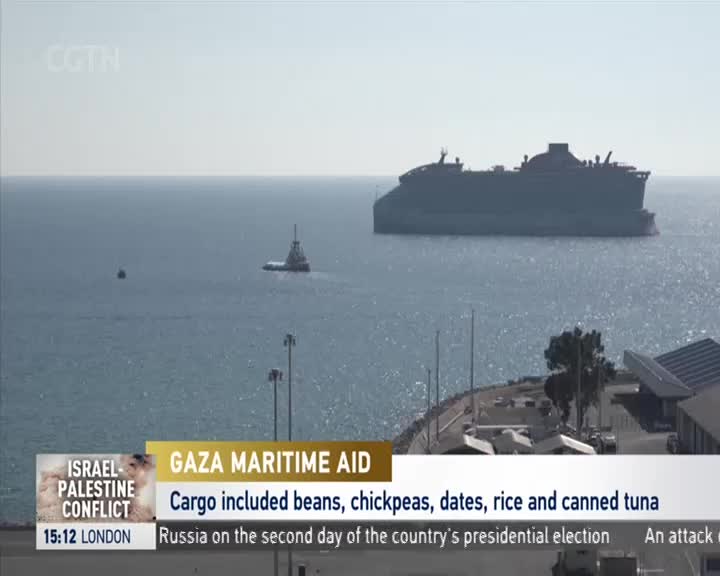 CGTN
GAZA MARITIME AID
ISRAEL-
PALESTINE
CONFLICT
Cargo included beans, chickpeas, dates, rice and canned tuna
15:12 LONDON
Russia on the second day of the country's presidential election An attack